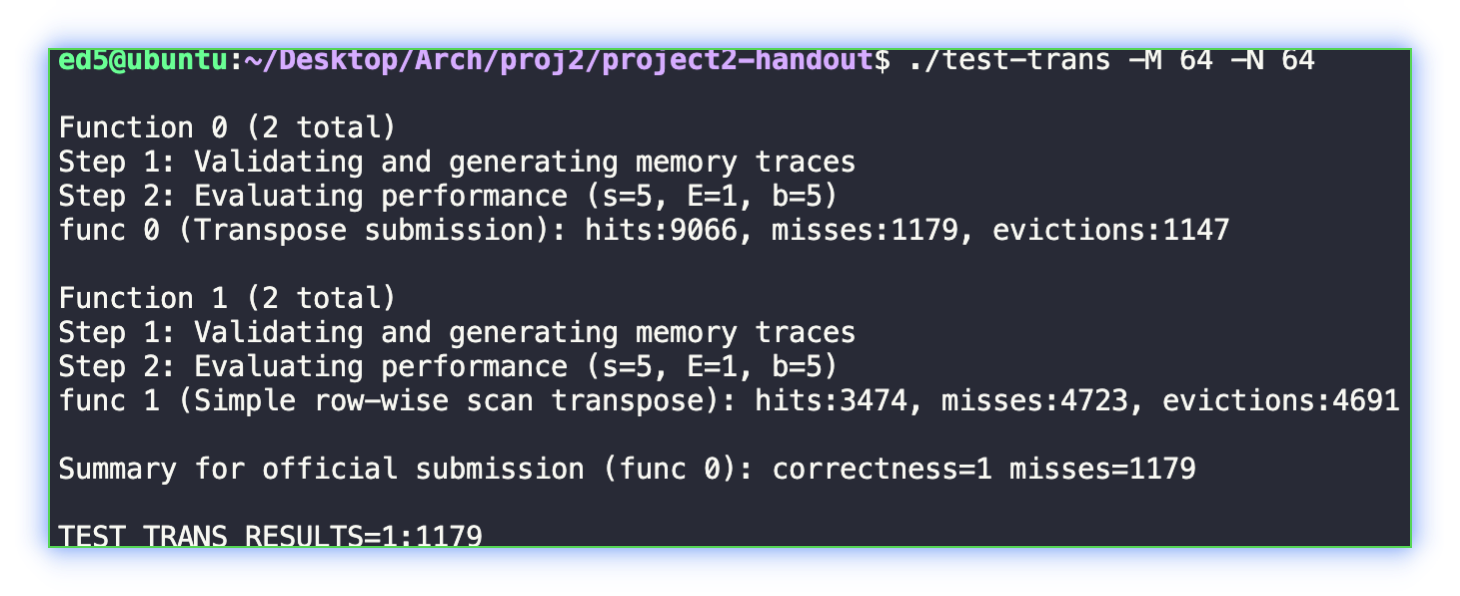 ed5@ubuntu:~/Desktop/Arch/proj2/project2-handout$ ./test-trans -M 64 -N 64
Function 0 (2 total)
Step 1: Validating and generating memory traces
Step 2: Evaluating performance (s=5, E=1, b=5)
func 0 (Transpose submission): hits:9066, misses:1179, evictions:1147
Function 1 (2 total)
Step 1: Validating and generating memory traces
Step 2: Evaluating performance (s=5, E=1, b=5)
func 1 (Simple row-wise scan transpose): hits:3474, misses:4723, evictions:4691
Summary for official submission (func 0): correctness=1 misses=1179
TEST_TRANS_RESULTS=1:1179